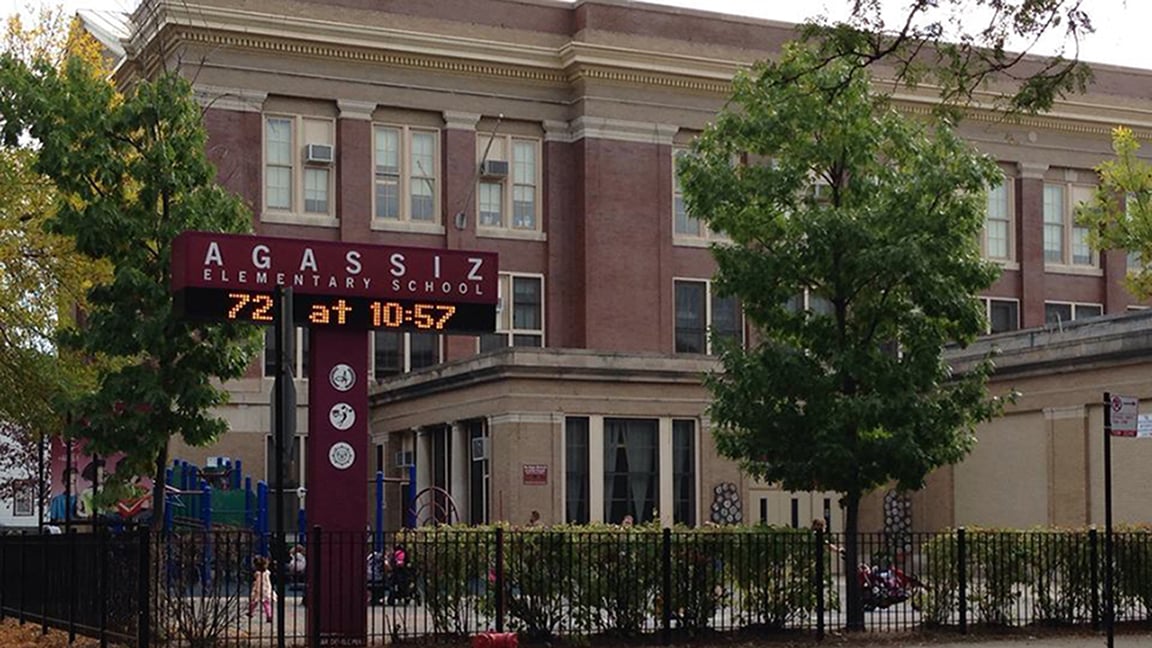 AGASSIZ
ELEMENTARY SCHOOL
72 at 10:57